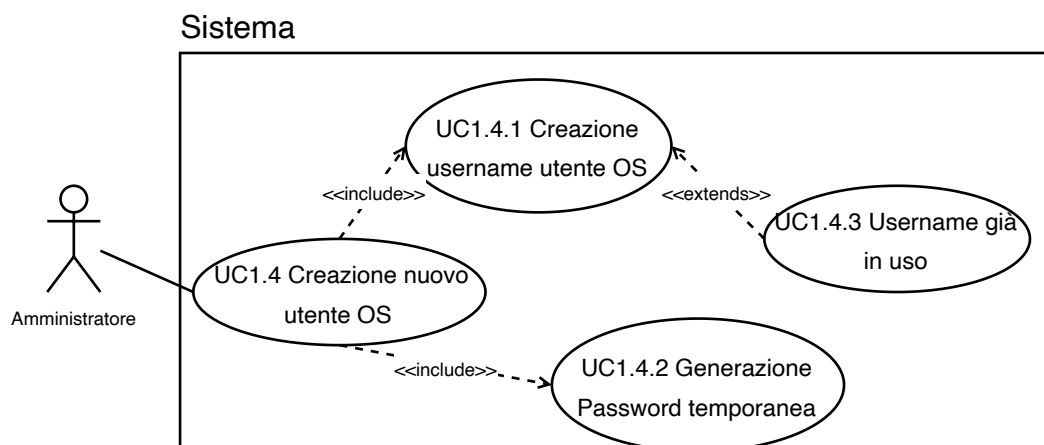 Sistema
UC1.4.1 Creazione
username utente OS
<<include>>
<<extends>>
UC1.4.3 Username già
in uso
UC1.4 Creazione nuovo
utente OS
Amministratore
<<include>>
UC1.4.2 Generazione
Password temporanea